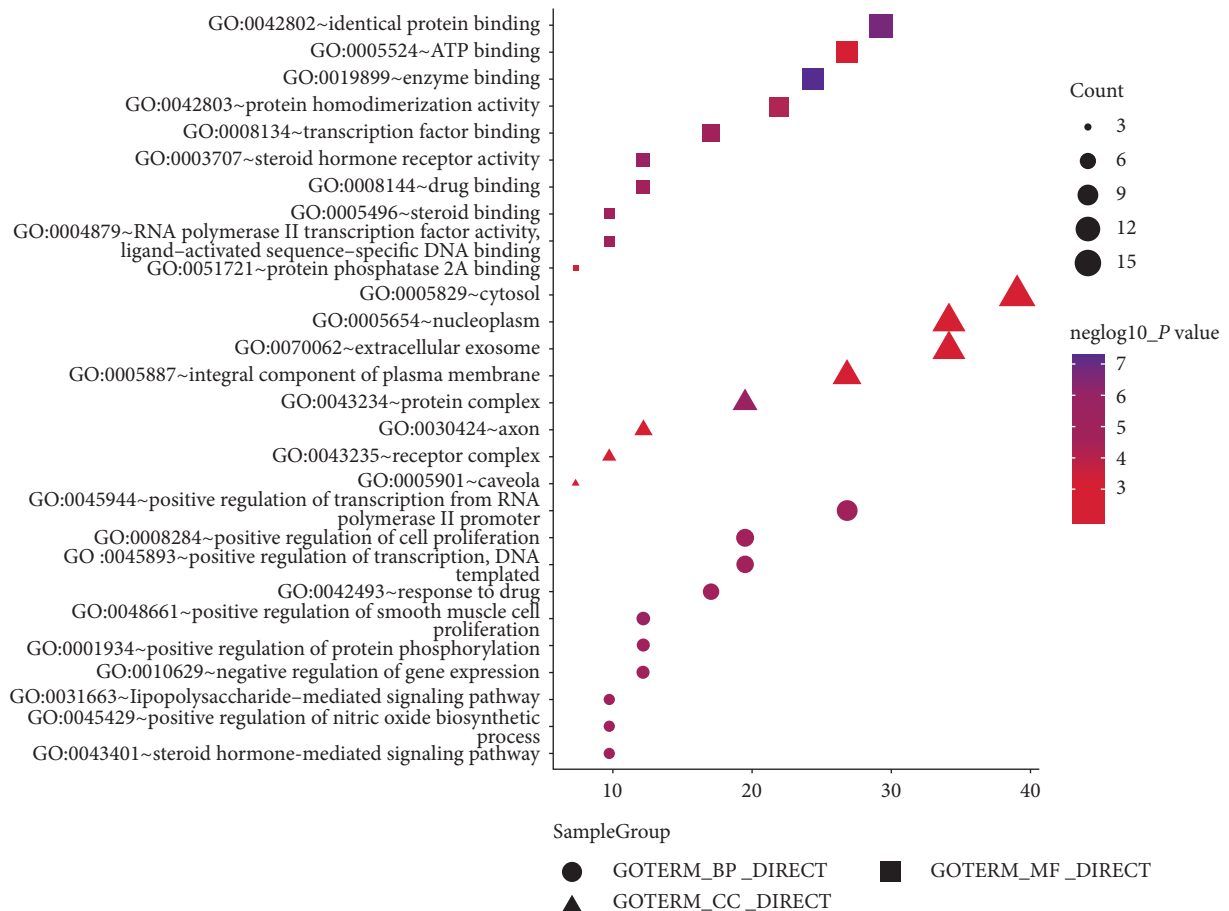 GO:0042802~identical protein binding
GO:0005524~ATP binding
GO:0019899~enzyme binding
GO:0042803~protein homodimerization activity
GO:0008134~transcription factor binding
GO:0003707~steroid hormone receptor activity
GO:0008144~drug binding
GO:0005496~steroid binding
GO:0004879~RNA polymerase II transcription factor activity,
ligand–activated sequence–specific DNA binding
GO:0051721~protein phosphatase 2A binding
GO:0005829~cytosol
GO:0005654~nucleoplasm
GO:0070062~extracellular exosome
GO:0005887~integral component of plasma membrane
GO:0043234~protein complex
GO:0030424~axon
GO:0043235~receptor complex
GO:0005901~caveola
GO:0045944~positive regulation of transcription from RNA
polymerase II promoter
GO:0008284~positive regulation of cell proliferation
GO :0045893~positive regulation of transcription, DNA
templated
GO:0042493~response to drug
GO:0048661~positive regulation of smooth muscle cell
proliferation
GO:0001934~positive regulation of protein phosphorylation
GO:0010629~negative regulation of gene expression
GO:0031663~Iipopolysaccharide–mediated signaling pathway
GO:0045429~positive regulation of nitric oxide biosynthetic
process
GO:0043401~steroid hormone-mediated signaling pathway
10 20 30 40
Count
3
6
9
12
15
neglog10_P value
7
6
5
4
3
SampleGroup
GOTERM_BP _DIRECT
GOTERM_MF _DIRECT
GOTERM_CC _DIRECT